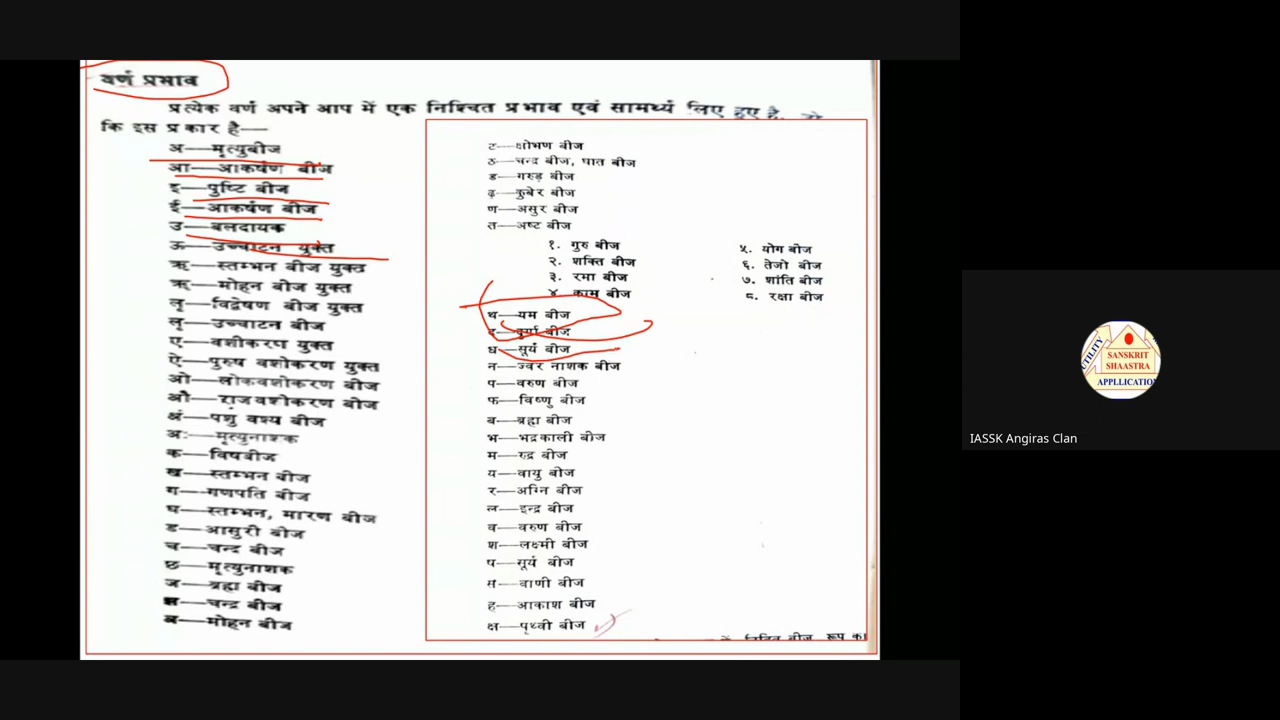 वर्ण प्रभाव
प्रत्येक वर्ण अपने आप में एक निश्चित प्रभाव एवं सामर्थ्य लिए हुए है,
कि इस प्रकार है—
अ—मृत्युबीज
आ—आकर्षण बीज
इ—पुष्टि बीज
ई—आकर्षण बीज
उ—बलदायक
ऊ—उच्चाटन युक्त
ऋ—स्तम्भन बीज युक्त
ऋ—मोहन बीज युक्त
लृ—विद्वेषण बीज युक्त
लृ—उच्चाटन बीज
ए—वशीकरण युक्त
ऐ—पुरुष वशीकरण युक्त
ओ—लोकवशीकरण बीज
औ—राजवशीकरण बीज
अं—पशु वश्य बीज
अः—मृत्युनाशक
क—विषबीज
ख—स्तम्भन बीज
ग—गणपति बीज
घ—स्तम्भन, मारण बीज
ड—आसुरी बीज
च—चन्द्र बीज
छ—मृत्युनाशक
ज—ब्रह्मा बीज
झ—चन्द्र बीज
ञ—मोहन बीज
ट—क्षोभण बीज
ठ—चन्द्र बीज, घात बीज
ड—गरुड़ बीज
ढ़—कुबेर बीज
ण—असुर बीज
त—अष्ट बीज
१. गुरु बीज
२. शक्ति बीज
३. रमा बीज
४. काम बीज
५. योग बीज
६. तेजो बीज
७. शांति बीज
८. रक्षा बीज
थ—यम बीज
द—दुर्गा बीज
ध—सूर्य बीज
न—ज्वर नाशक बीज
प—वरुण बीज
फ—विष्णु बीज
ब—ब्रह्मा बीज
भ—भद्रकाली बीज
म—रुद्र बीज
य—वायु बीज
र—अग्नि बीज
ल—इन्द्र बीज
व—वरुण बीज
श—लक्ष्मी बीज
ष—सूर्य बीज
स—वाणी बीज
ह—आकाश बीज
क्ष—पृथ्वी बीज
बीज रूप का
UTILITY
SANSKRIT
SHAASTRA
APPLLICATIO
IASSK Angiras Clan